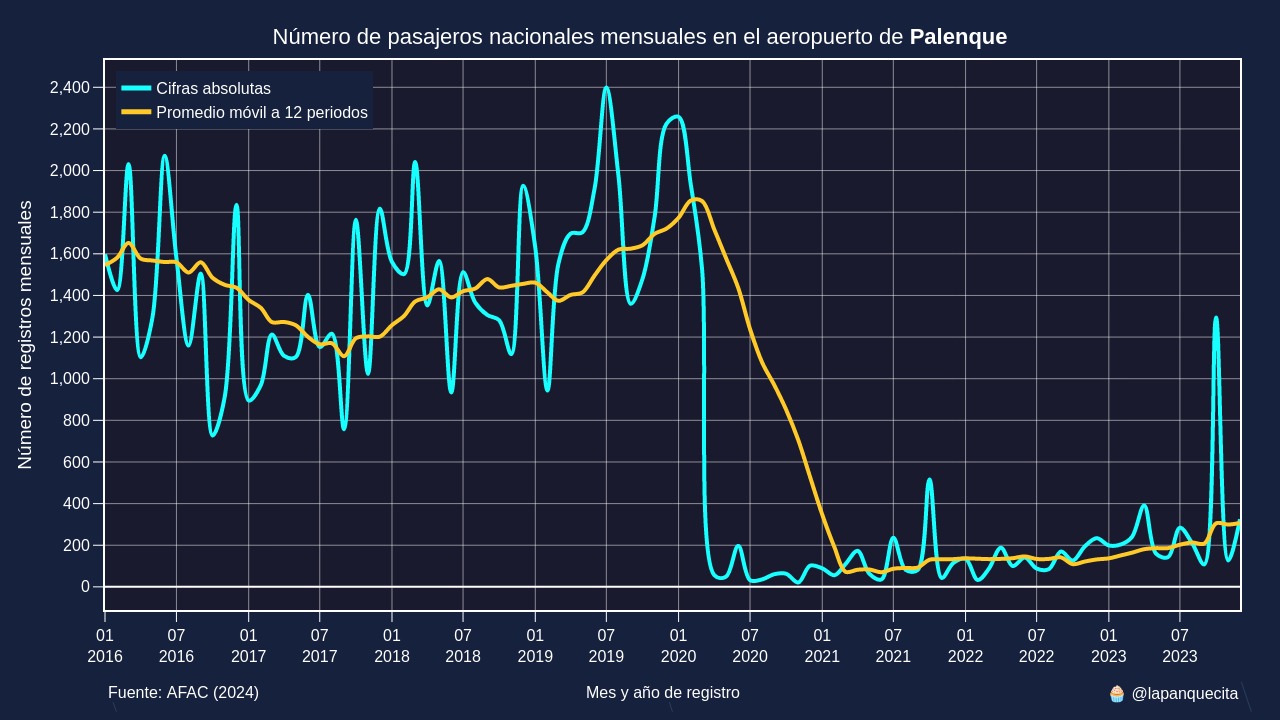 Número de pasajeros nacionales mensuales en el aeropuerto de Palenque
Cifras absolutas
Promedio móvil a 12 periodos
Número de registros mensuales
2,400
2,200
2,000
1,800
1,600
1,400
1,200
1,000
800
600
400
200
0
01 07 01 07 01 07 01 07 01 07 01 07 01 07 01 07
2016 2016 2017 2017 2018 2018 2019 2019 2020 2020 2021 2021 2022 2022 2023 2023
Fuente: AFAC (2024)
Mes y año de registro
🧁 @lapanquecita